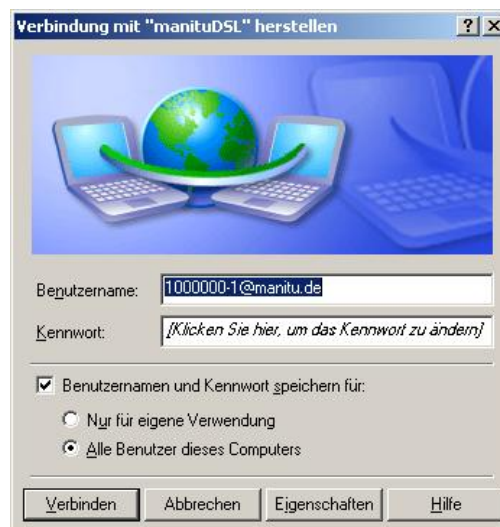 Verbindung mit "manituDSL" herstellen
Benutzername: 1000000-1@manitu.de
Kennwort: [Klicken Sie hier, um das Kennwort zu ändern]
Benutzernamen und Kennwort speichern für:
Nur für eigene Verwendung
Alle Benutzer dieses Computers
Verbinden Abbrechen Eigenschaften Hilfe